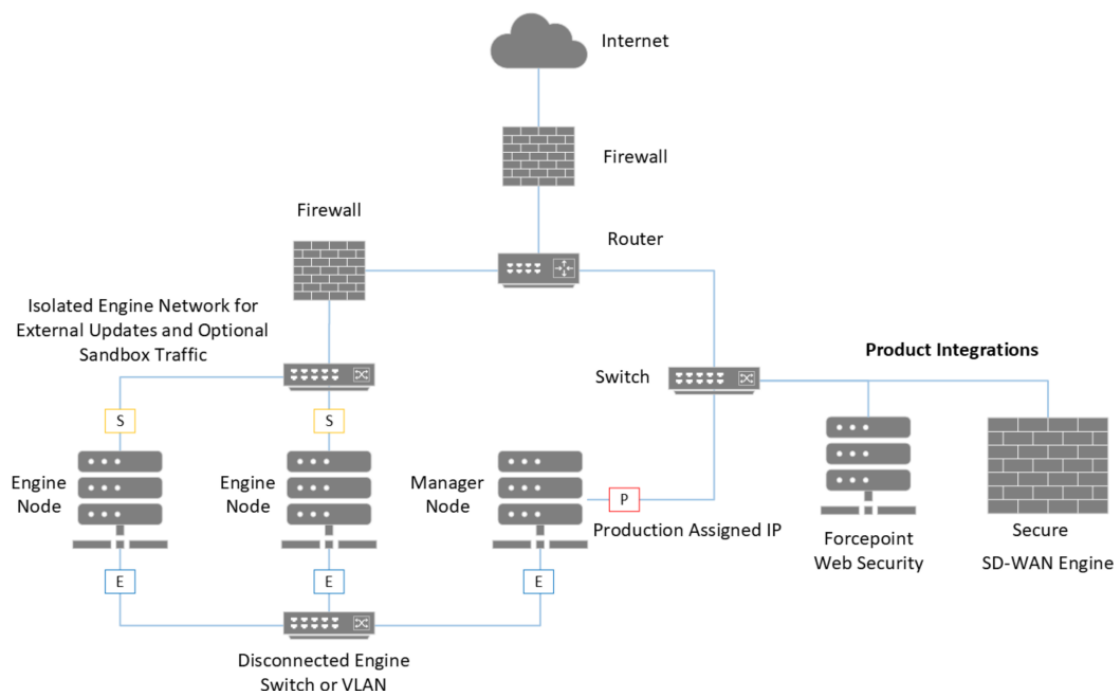 Internet
Firewall
Firewall
Router
Isolated Engine Network for
External Updates and Optional
Sandbox Traffic
Product Integrations
Switch
S
S
Engine
Node
Engine
Node
Manager
Node
P
Production Assigned IP
Forcepoint
Web Security
Secure
SD-WAN Engine
E
E
E
Disconnected Engine
Switch or VLAN